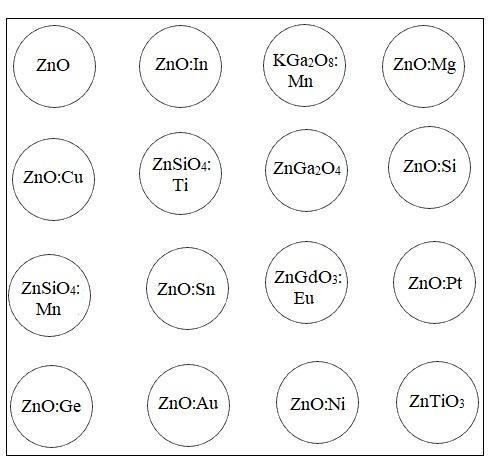 ZnO
ZnO:In
KGa₂O₈:
Mn
ZnO:Mg
ZnO:Cu
ZnSiO₄:
Ti
ZnGa₂O₄
ZnO:Si
ZnSiO₄:
Mn
ZnO:Sn
ZnGdO₃:
Eu
ZnO:Pt
ZnO:Ge
ZnO:Au
ZnO:Ni
ZnTiO₃